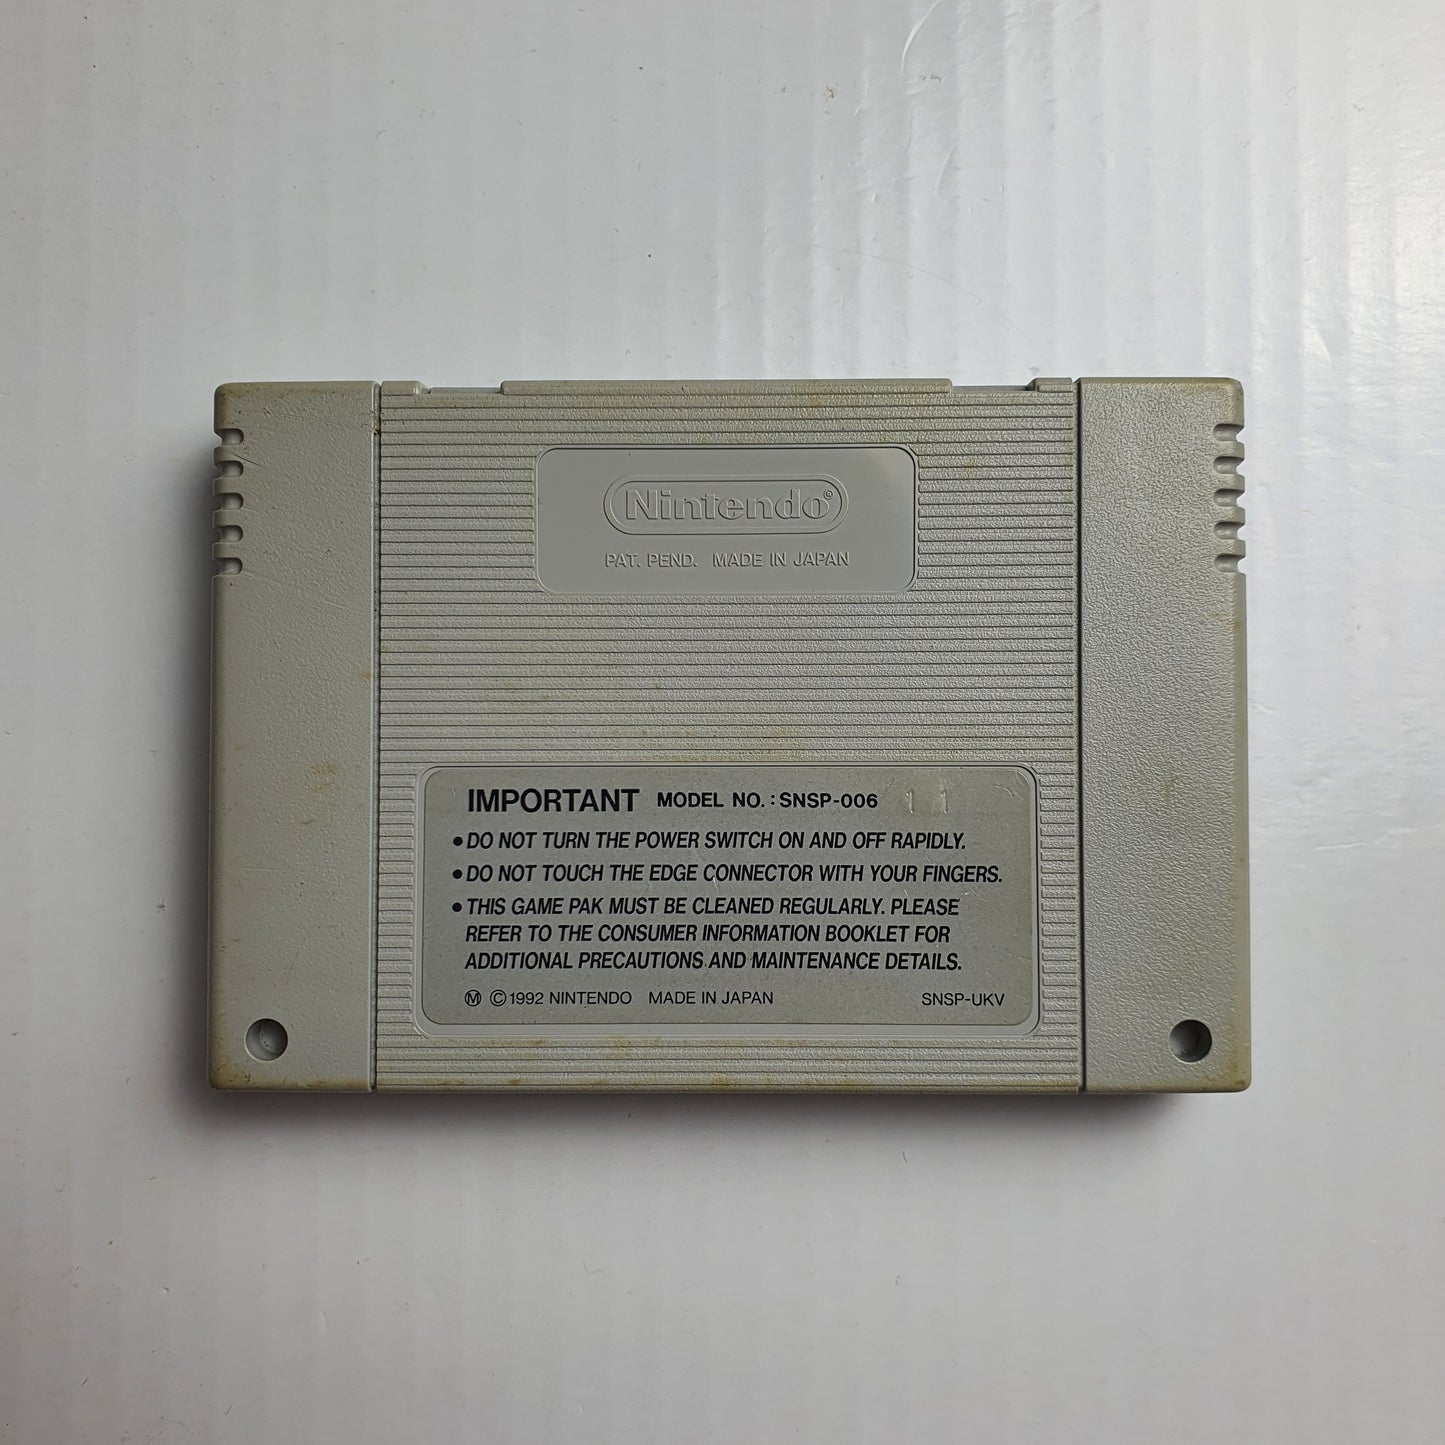 Nintendo®
PAT. PEND. MADE IN JAPAN
IMPORTANT MODEL NO.: SNSP-006 11
• DO NOT TURN THE POWER SWITCH ON AND OFF RAPIDLY.
• DO NOT TOUCH THE EDGE CONNECTOR WITH YOUR FINGERS.
• THIS GAME PAK MUST BE CLEANED REGULARLY. PLEASE
REFER TO THE CONSUMER INFORMATION BOOKLET FOR
ADDITIONAL PRECAUTIONS AND MAINTENANCE DETAILS.
Ⓜ © 1992 NINTENDO MADE IN JAPAN SNSP-UKV